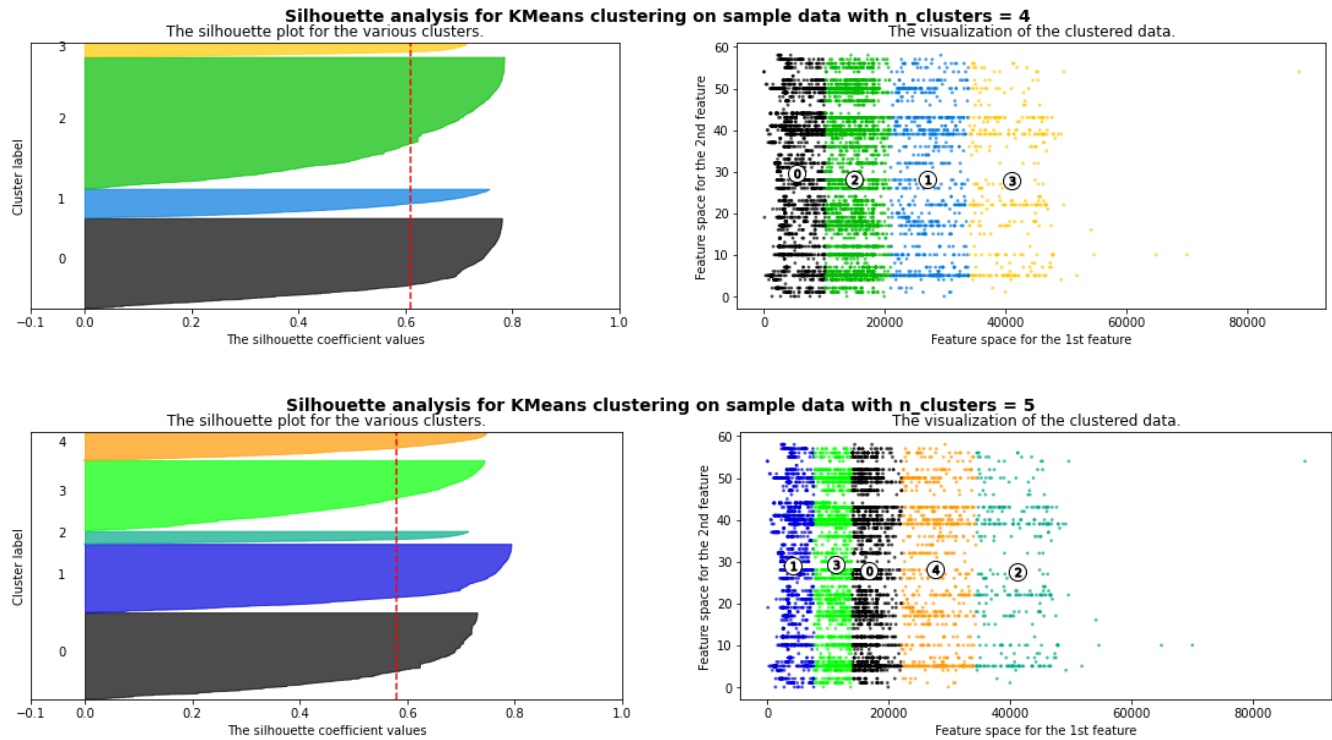 Silhouette analysis for KMeans clustering on sample data with n_clusters = 4
The silhouette plot for the various clusters.
3
2
1
0
Cluster label
−0.1 0.0 0.2 0.4 0.6 0.8 1.0
The silhouette coefficient values
The visualization of the clustered data.
60
50
40
30
20
10
0
Feature space for the 2nd feature
0 2 1 3
0 20000 40000 60000 80000
Feature space for the 1st feature
Silhouette analysis for KMeans clustering on sample data with n_clusters = 5
The silhouette plot for the various clusters.
4
3
2
1
0
Cluster label
−0.1 0.0 0.2 0.4 0.6 0.8 1.0
The silhouette coefficient values
The visualization of the clustered data.
60
50
40
30
20
10
0
Feature space for the 2nd feature
1 3 0 4 2
0 20000 40000 60000 80000
Feature space for the 1st feature